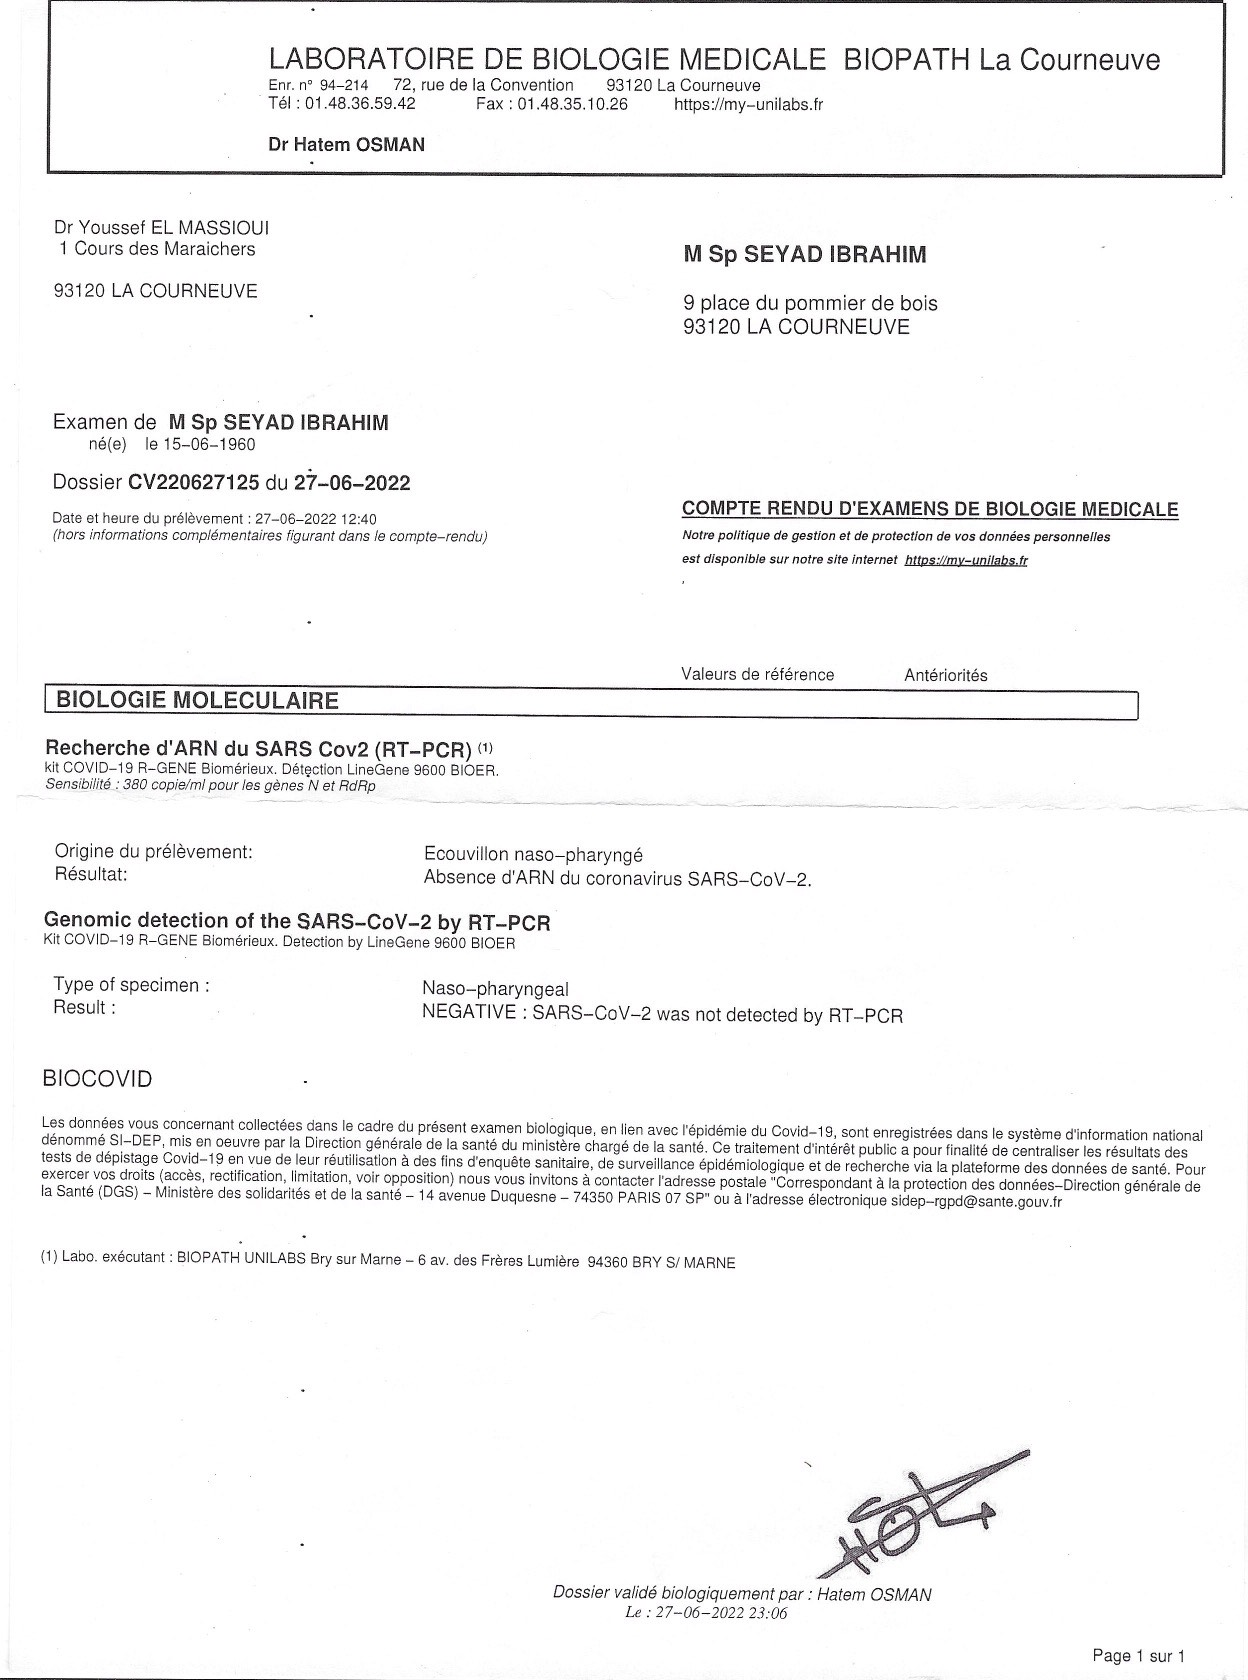 LABORATOIRE DE BIOLOGIE MEDICALE BIOPATH La Courneuve
Enr. n° 94-214 72, rue de la Convention 93120 La Courneuve
Tél : 01.48.36.59.42 Fax : 01.48.35.10.26 https://my-unilabs.fr
Dr Hatem OSMAN
Dr Youssef EL MASSIOUI
1 Cours des Maraichers
93120 LA COURNEUVE
M Sp SEYAD IBRAHIM
9 place du pommier de bois
93120 LA COURNEUVE
Examen de M Sp SEYAD IBRAHIM
né(e) le 15-06-1960
Dossier CV220627125 du 27-06-2022
Date et heure du prélèvement : 27-06-2022 12:40
(hors informations complémentaires figurant dans le compte-rendu)
COMPTE RENDU D'EXAMENS DE BIOLOGIE MEDICALE
Notre politique de gestion et de protection de vos données personnelles
est disponible sur notre site internet https://my-unilabs.fr
Valeurs de référence Antériorités
BIOLOGIE MOLECULAIRE
Recherche d'ARN du SARS Cov2 (RT-PCR) (1)
kit COVID-19 R-GENE Biomérieux. Détection LineGene 9600 BIOER.
Sensibilité : 380 copie/ml pour les gènes N et RdRp
Origine du prélèvement: Ecouvillon naso-pharyngé
Résultat: Absence d'ARN du coronavirus SARS-CoV-2.
Genomic detection of the SARS-CoV-2 by RT-PCR
Kit COVID-19 R-GENE Biomérieux. Detection by LineGene 9600 BIOER
Type of specimen : Naso-pharyngeal
Result : NEGATIVE : SARS-CoV-2 was not detected by RT-PCR
BIOCOVID
Les données vous concernant collectées dans le cadre du présent examen biologique, en lien avec l'épidémie du Covid-19, sont enregistrées dans le système d'information national
dénommé SI-DEP, mis en oeuvre par la Direction générale de la santé du ministère chargé de la santé. Ce traitement d'intérêt public a pour finalité de centraliser les résultats des
tests de dépistage Covid-19 en vue de leur réutilisation à des fins d'enquête sanitaire, de surveillance épidémiologique et de recherche via la plateforme des données de santé. Pour
exercer vos droits (accès, rectification, limitation, voir opposition) nous vous invitons à contacter l'adresse postale "Correspondant à la protection des données-Direction générale de
la Santé (DGS) - Ministère des solidarités et de la santé - 14 avenue Duquesne - 74350 PARIS 07 SP" ou à l'adresse électronique sidep-rgpd@sante.gouv.fr
(1) Labo. exécutant : BIOPATH UNILABS Bry sur Marne - 6 av. des Frères Lumière 94360 BRY S/ MARNE
Dossier validé biologiquement par : Hatem OSMAN
Le : 27-06-2022 23:06
Page 1 sur 1